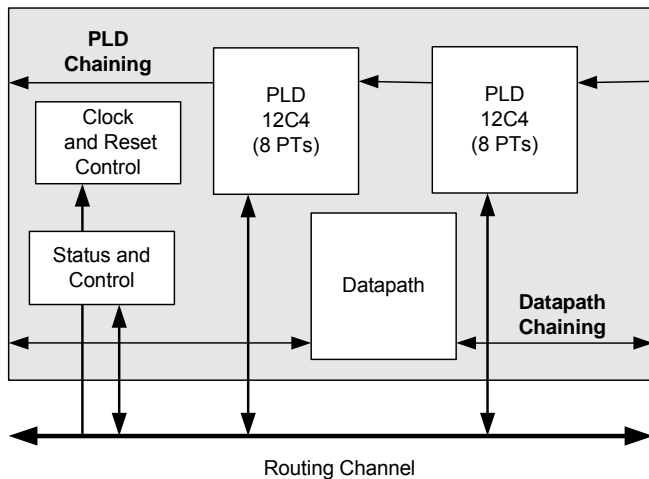 PLD
Chaining
Clock
and Reset
Control
PLD
12C4
(8 PTs)
PLD
12C4
(8 PTs)
Status and
Control
Datapath
Datapath
Chaining
Routing Channel